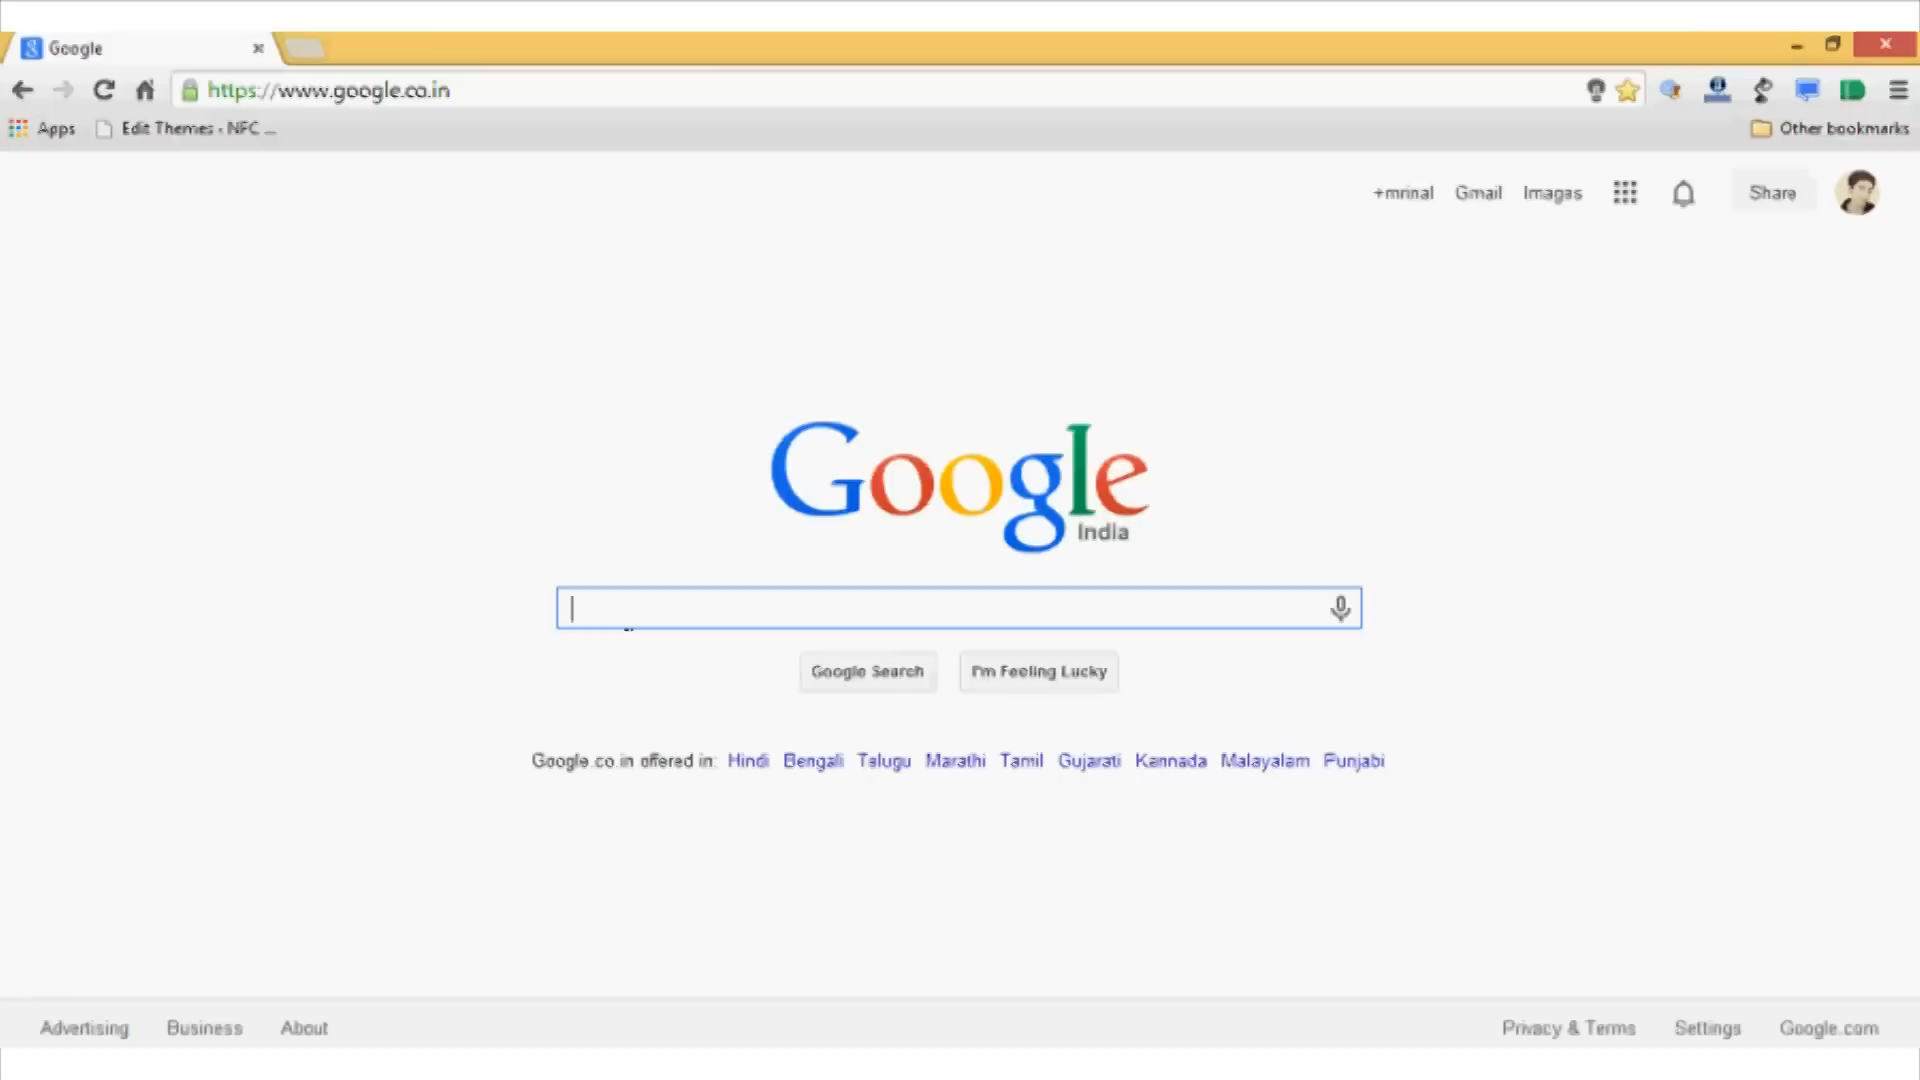 Google
https://www.google.co.in
Apps Edit Themes ‹ NFC ...
Other bookmarks
+mrinal Gmail Images Share
Google
India
Google Search I'm Feeling Lucky
Google.co.in offered in: Hindi Bengali Telugu Marathi Tamil Gujarati Kannada Malayalam Punjabi
Advertising Business About Privacy & Terms Settings Google.com